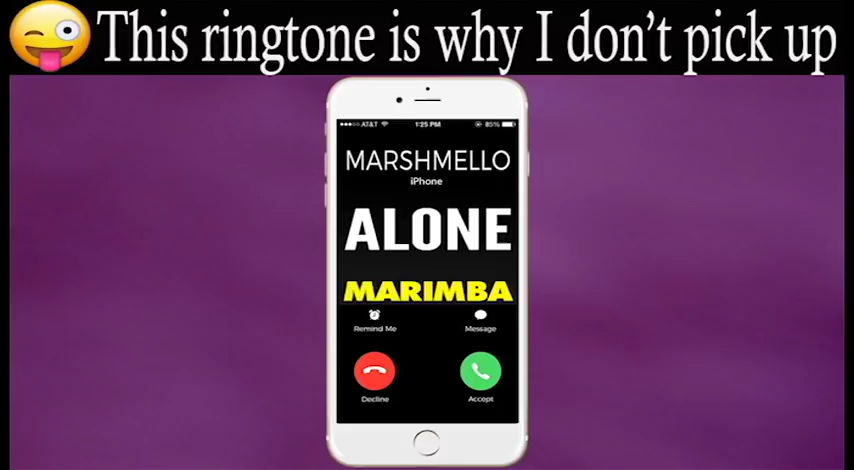 This ringtone is why I don't pick up
AT&T 1:25 PM 85%
MARSHMELLO
iPhone
ALONE
MARIMBA
Remind Me Message
Decline Accept